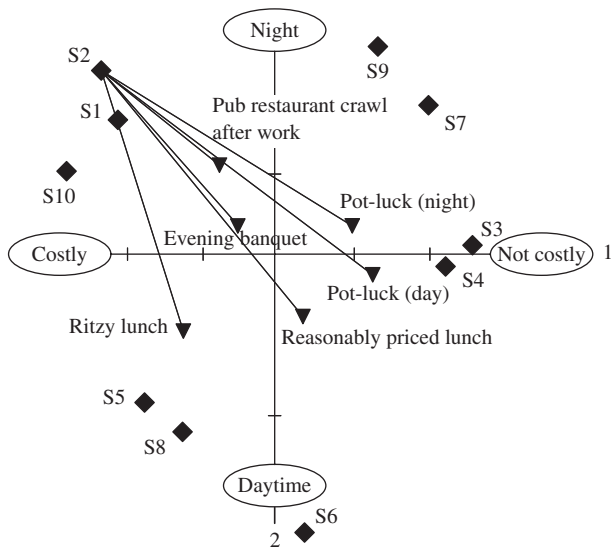 Night
S2
S9
S1
Pub restaurant crawl
after work
S7
S10
Pot-luck (night)
S3
Evening banquet
Costly
Not costly
1
S4
Pot-luck (day)
Ritzy lunch
Reasonably priced lunch
S5
S8
Daytime
S6
2